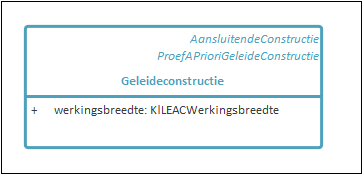 AansluitendeConstructie
ProefAPrioriGeleideConstructie
Geleideconstructie
+ werkingsbreedte: KlLEACWerkingsbreedte